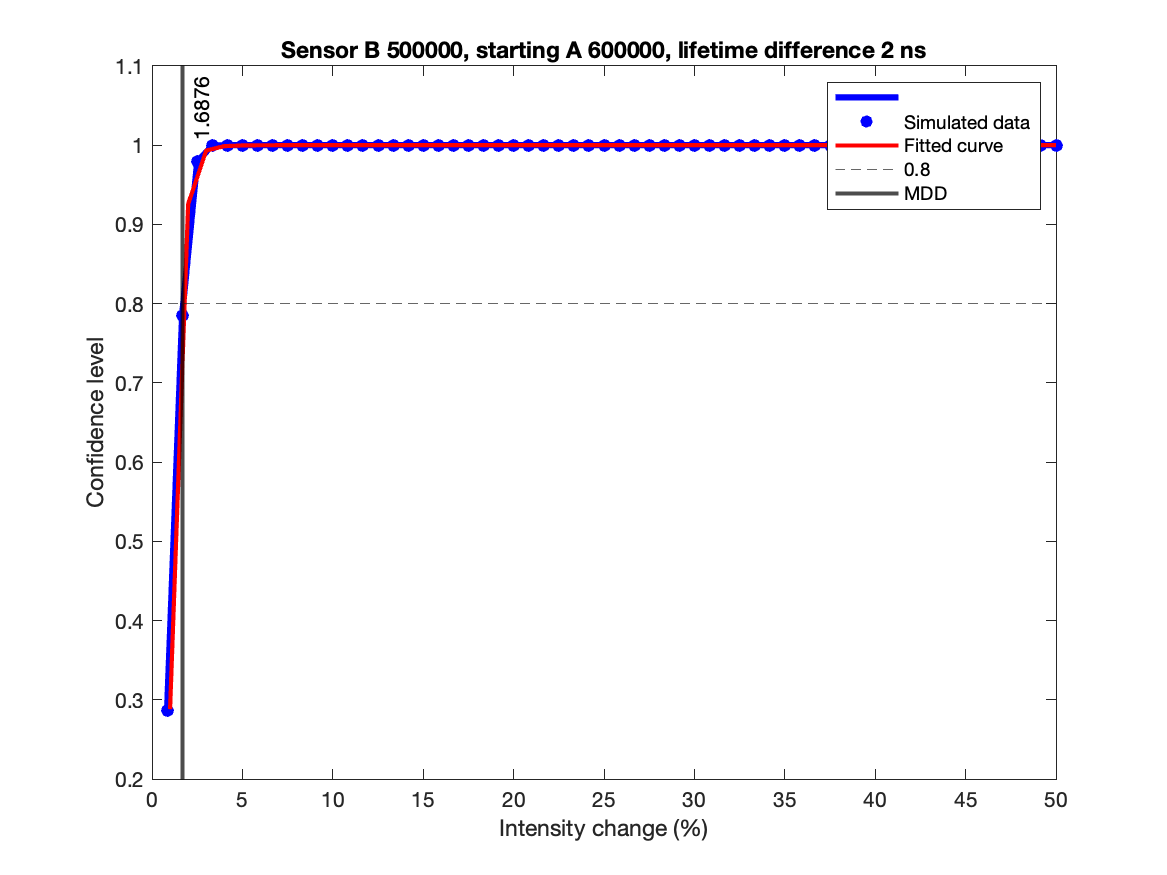 Sensor B 500000, starting A 600000, lifetime difference 2 ns
1.1
1
0.9
0.8
0.7
0.6
0.5
0.4
0.3
0.2
Confidence level
1.6876
Simulated data
Fitted curve
0.8
MDD
0 5 10 15 20 25 30 35 40 45 50
Intensity change (%)